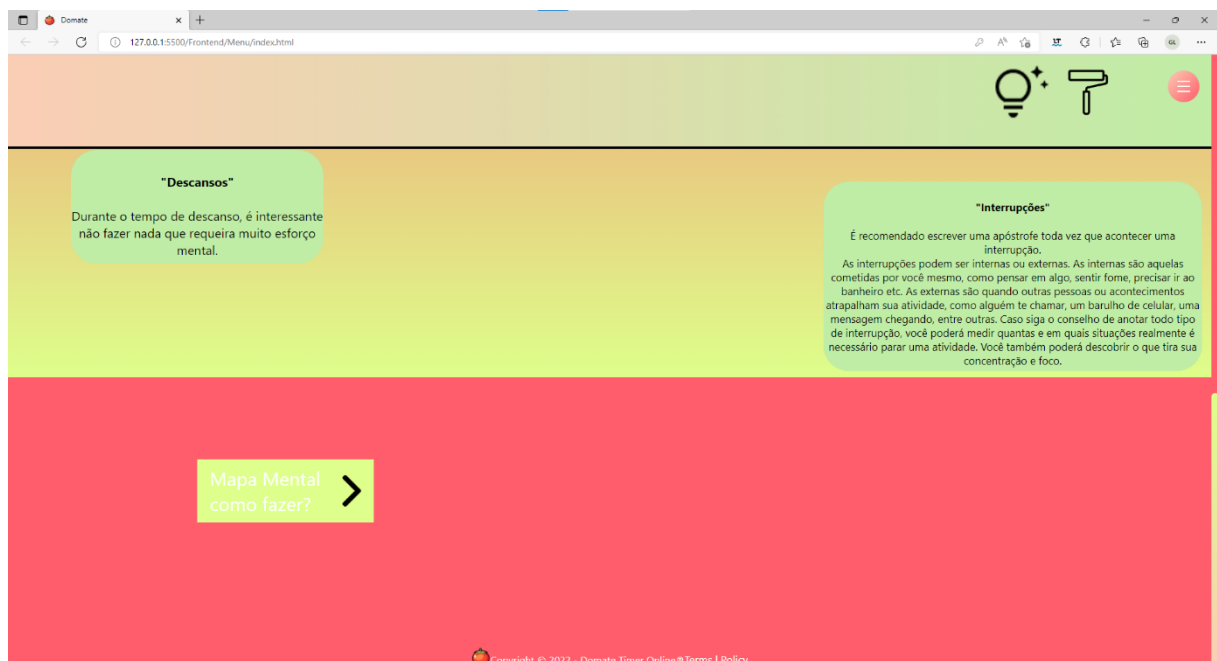 Domate
127.0.0.1:5500/Frontend/Menu/index.html
GL
"Descansos"
Durante o tempo de descanso, é interessante
não fazer nada que requeira muito esforço
mental.
"Interrupções"
É recomendado escrever uma apóstrofe toda vez que acontecer uma
interrupção.
As interrupções podem ser internas ou externas. As internas são aquelas
cometidas por você mesmo, como pensar em algo, sentir fome, precisar ir ao
banheiro etc. As externas são quando outras pessoas ou acontecimentos
atrapalham sua atividade, como alguém te chamar, um barulho de celular, uma
mensagem chegando, entre outras. Caso siga o conselho de anotar todo tipo
de interrupção, você poderá medir quantas e em quais situações realmente é
necessário parar uma atividade. Você também poderá descobrir o que tira sua
concentração e foco.
Mapa Mental
como fazer?
Copyright © 2022 - Domate Timer Online®Terms | Policy